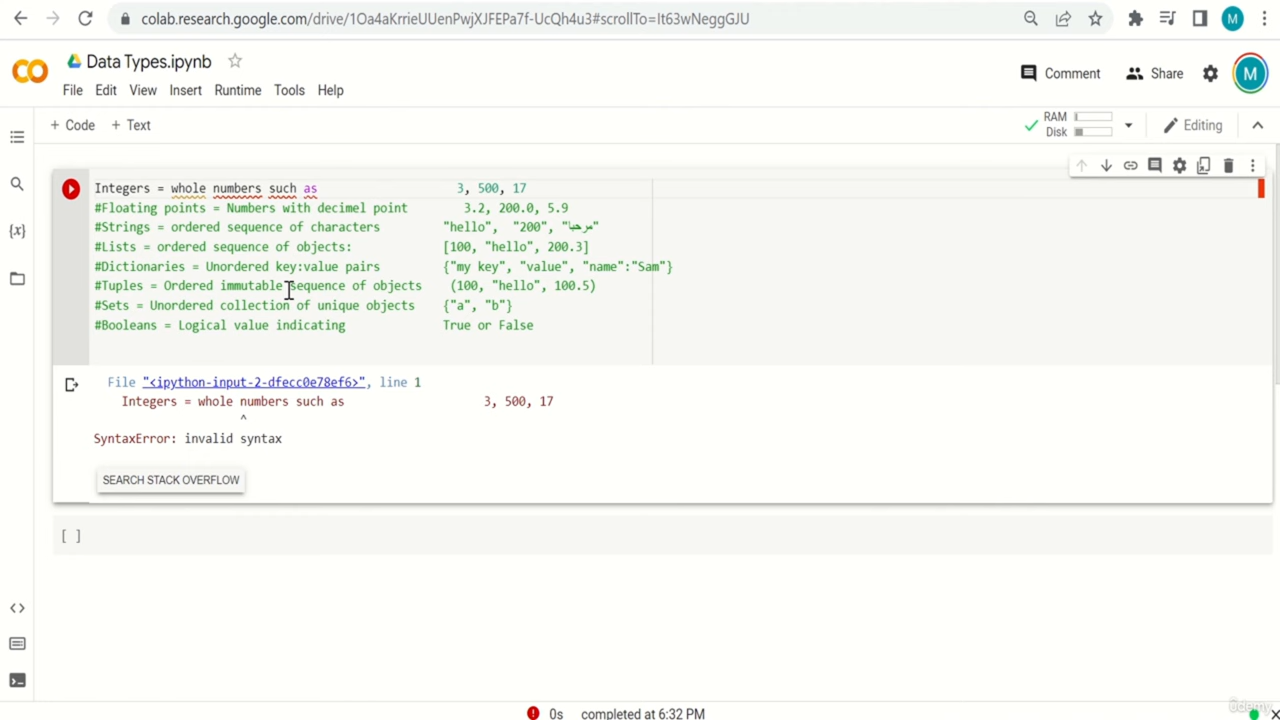 colab.research.google.com/drive/1Oa4aKrrieUUenPwjXJFEPa7f-UcQh4u3#scrollTo=It63wNeggGJU
M
CO
Data Types.ipynb
Comment
Share
M
File Edit View Insert Runtime Tools Help
+ Code + Text
RAM
Disk
Editing
Integers = whole numbers such as 3, 500, 17
#Floating points = Numbers with decimel point 3.2, 200.0, 5.9
#Strings = ordered sequence of characters "hello", "200", "مرحبا"
#Lists = ordered sequence of objects: [100, "hello", 200.3]
#Dictionaries = Unordered key:value pairs {"my key", "value", "name":"Sam"}
#Tuples = Ordered immutable sequence of objects (100, "hello", 100.5)
#Sets = Unordered collection of unique objects {"a", "b"}
#Booleans = Logical value indicating True or False
File "<ipython-input-2-dfecc0e78ef6>", line 1
Integers = whole numbers such as 3, 500, 17
^
SyntaxError: invalid syntax
SEARCH STACK OVERFLOW
[ ]
0s completed at 6:32 PM
Udemy